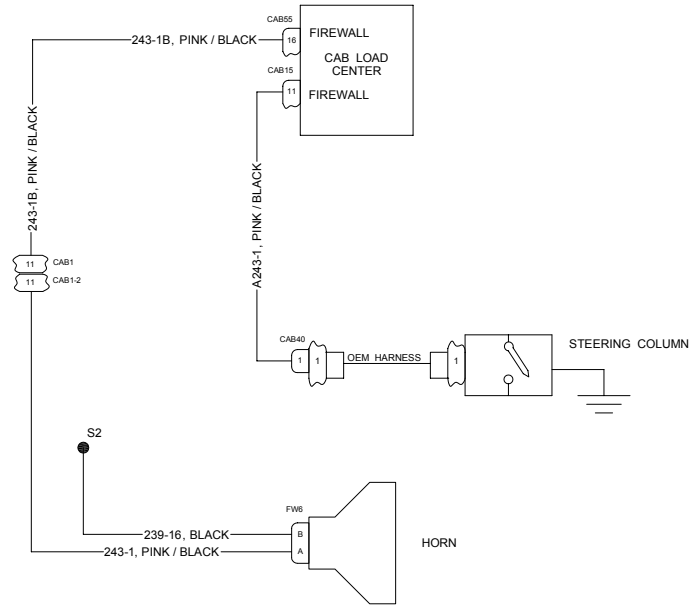 CAB55
243-1B, PINK / BLACK
16
FIREWALL
CAB LOAD
CENTER
CAB15
11
FIREWALL
243-1B, PINK / BLACK
A243-1, PINK / BLACK
11
CAB1
11
CAB1-2
CAB40
1
1
OEM HARNESS
1
STEERING COLUMN
S2
FW6
239-16, BLACK
B
243-1, PINK / BLACK
A
HORN